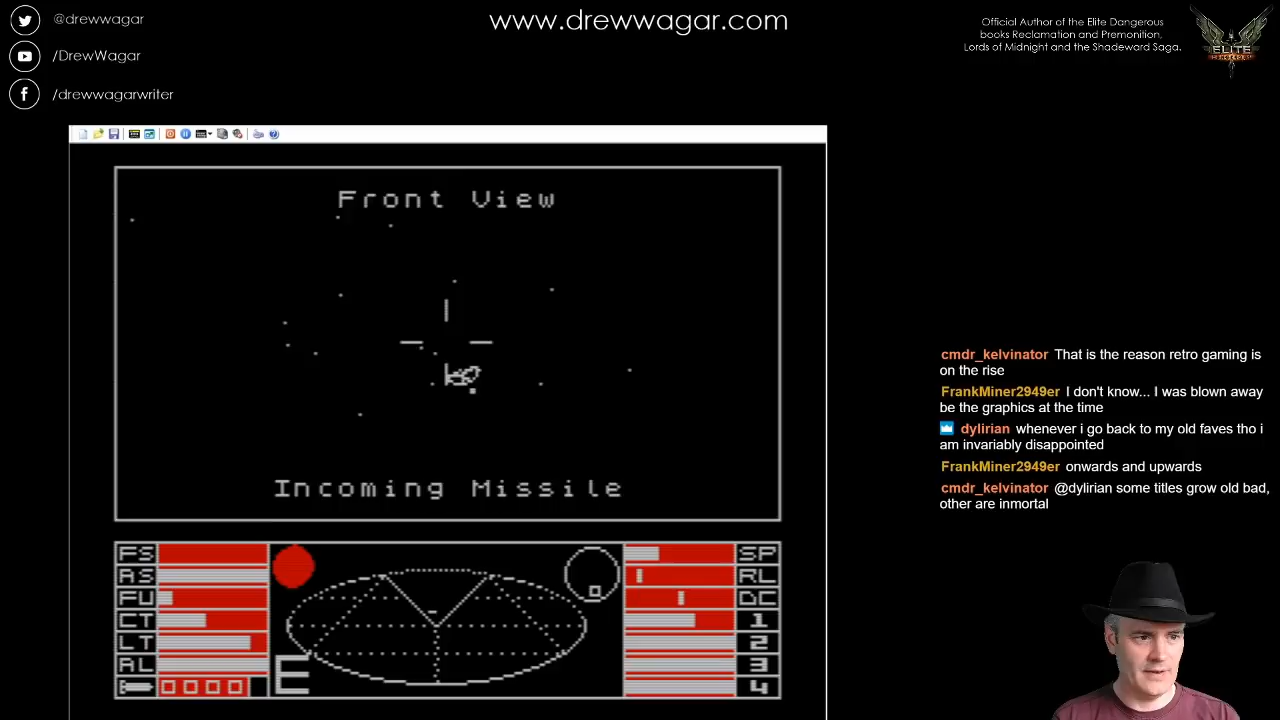 @drewwagar
/DrewWagar
/drewwagarwriter
www.drewwagar.com
Official Author of the Elite Dangerous
books Reclamation and Premonition,
Lords of Midnight and the Shadeward Saga.
ELITE
DANGEROUS
Front View
Incoming Missile
FS
AS
FU
CT
LT
AL
E
SP
RL
DC
1
2
3
4
cmdr_kelvinator That is the reason retro gaming is
on the rise
FrankMiner2949er I don't know... I was blown away
be the graphics at the time
dylirian whenever i go back to my old faves tho i
am invariably disappointed
FrankMiner2949er onwards and upwards
cmdr_kelvinator @dylirian some titles grow old bad,
other are inmortal